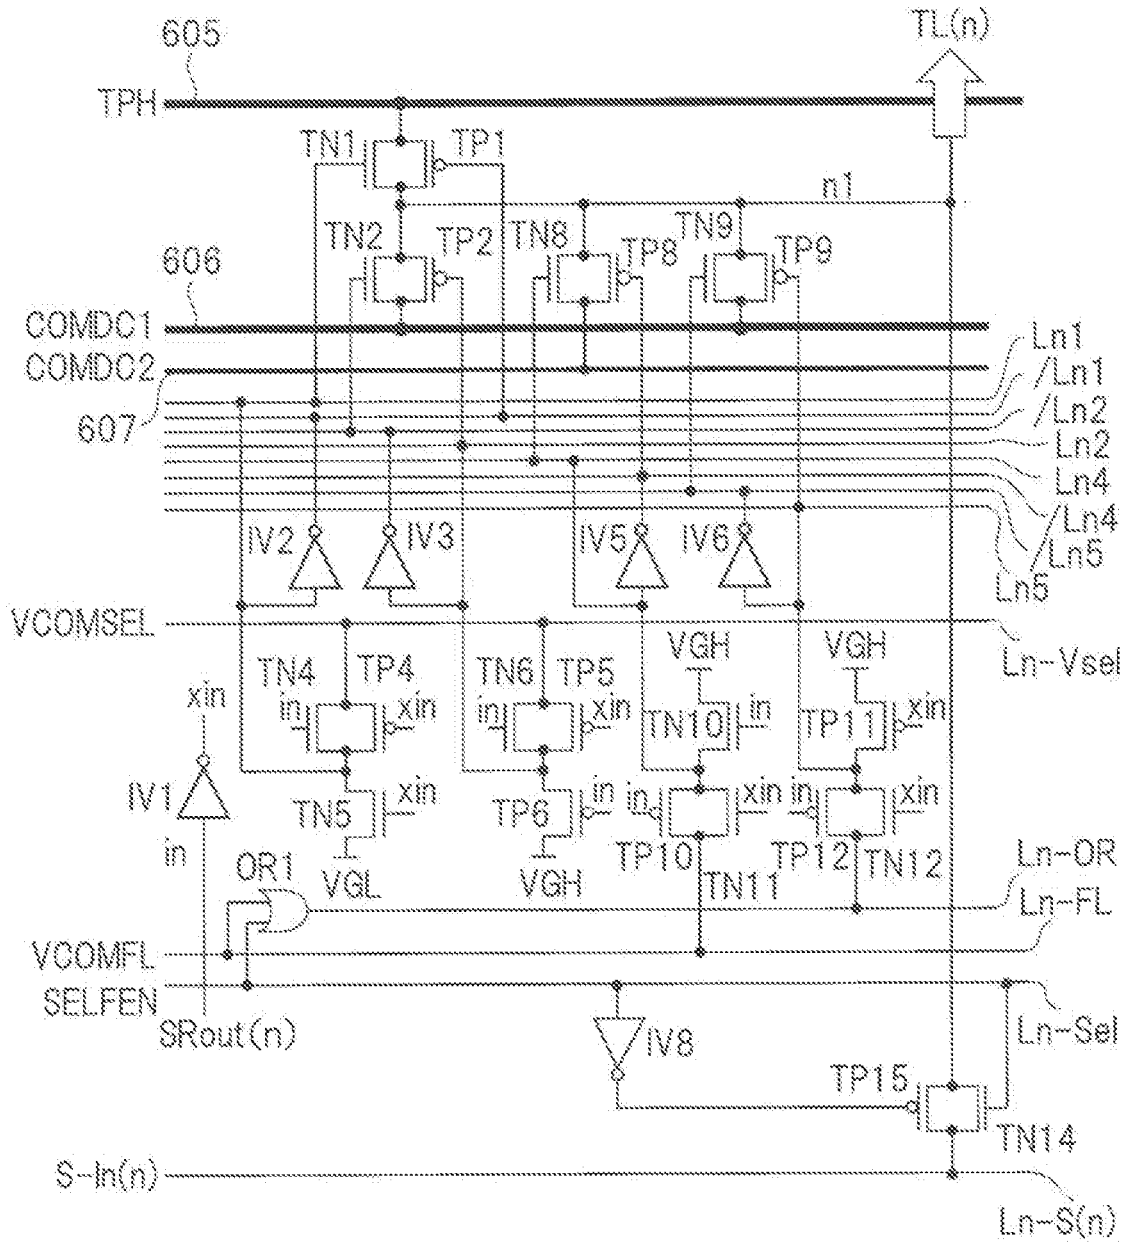 605
TL(n)
TPH
TN1
TP1
n1
TN2
TP2
TN8
TP8
TN9
TP9
606
COMDC1
COMDC2
Ln1
/Ln1
/Ln2
Ln2
607
Ln4
/Ln4
/Ln5
Ln5
IV2
IV3
IV5
IV6
VCOMSEL
Ln-Vsel
VGH
VGH
TN4
TP4
TN6
TP5
xin
in
xin
in
xin
TN10
in
TP11
xin
IV1
TN5
xin
TP6
in
in
xin
in
xin
in
OR1
VGL
VGH
TP10
TN11
TP12
TN12
Ln-OR
Ln-FL
VCOMFL
SELFEN
SRout(n)
IV8
Ln-Sel
TP15
TN14
S-In(n)
Ln-S(n)